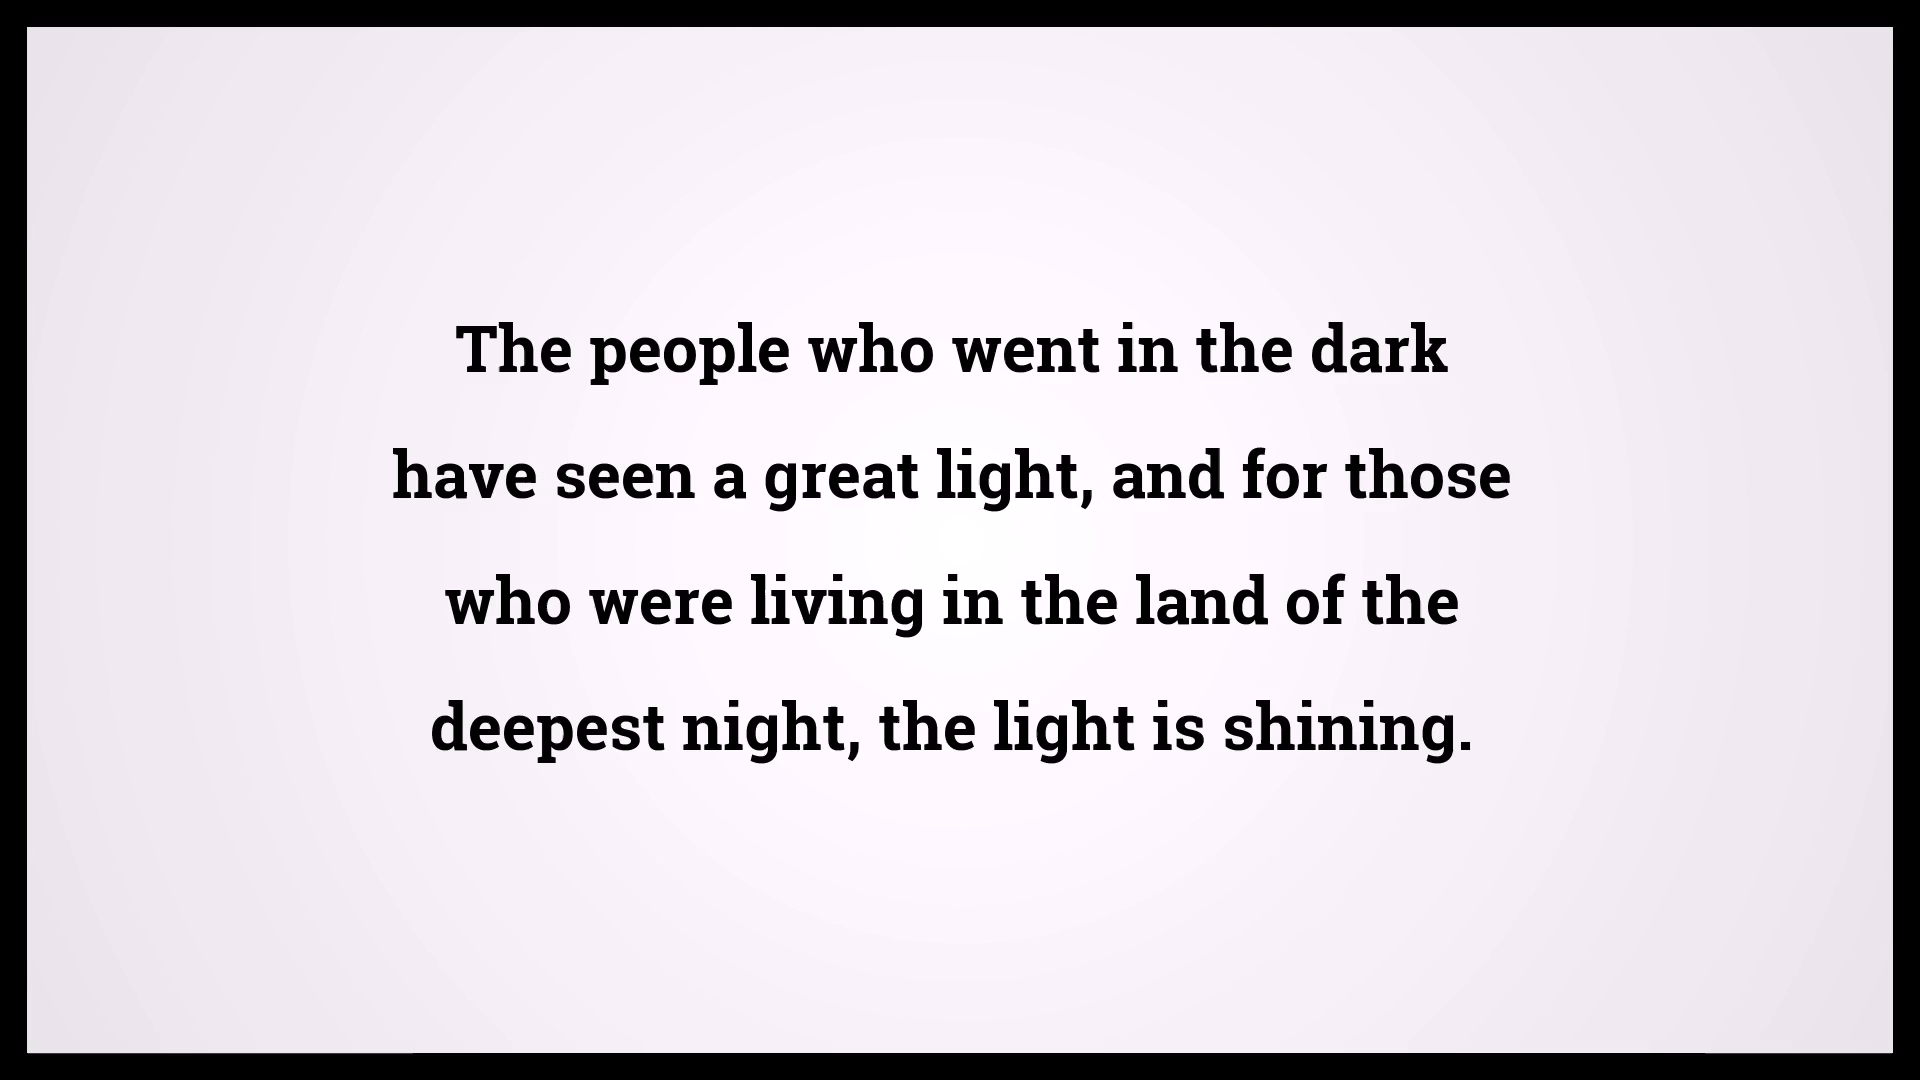 The people who went in the dark
have seen a great light, and for those
who were living in the land of the
deepest night, the light is shining.